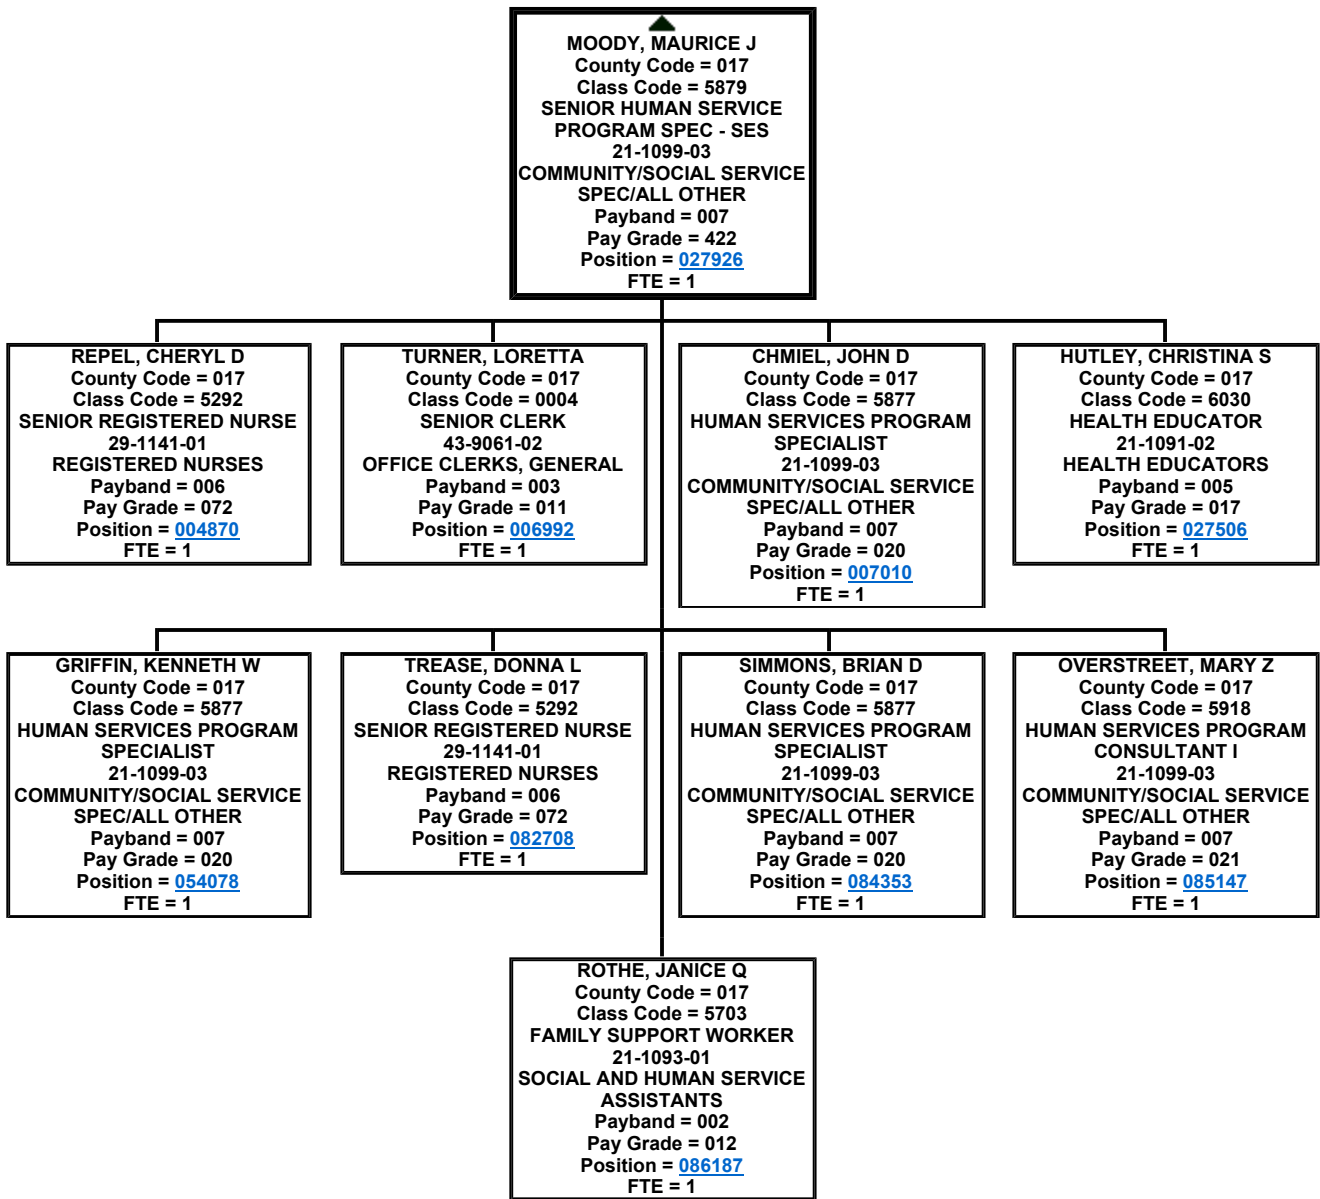 MOODY, MAURICE J
County Code = 017
Class Code = 5879
SENIOR HUMAN SERVICE
PROGRAM SPEC - SES
21-1099-03
COMMUNITY/SOCIAL SERVICE
SPEC/ALL OTHER
Payband = 007
Pay Grade = 422
Position = 027926
FTE = 1
REPEL, CHERYL D
County Code = 017
Class Code = 5292
SENIOR REGISTERED NURSE
29-1141-01
REGISTERED NURSES
Payband = 006
Pay Grade = 072
Position = 004870
FTE = 1
TURNER, LORETTA
County Code = 017
Class Code = 0004
SENIOR CLERK
43-9061-02
OFFICE CLERKS, GENERAL
Payband = 003
Pay Grade = 011
Position = 006992
FTE = 1
CHMIEL, JOHN D
County Code = 017
Class Code = 5877
HUMAN SERVICES PROGRAM
SPECIALIST
21-1099-03
COMMUNITY/SOCIAL SERVICE
SPEC/ALL OTHER
Payband = 007
Pay Grade = 020
Position = 007010
FTE = 1
HUTLEY, CHRISTINA S
County Code = 017
Class Code = 6030
HEALTH EDUCATOR
21-1091-02
HEALTH EDUCATORS
Payband = 005
Pay Grade = 017
Position = 027506
FTE = 1
GRIFFIN, KENNETH W
County Code = 017
Class Code = 5877
HUMAN SERVICES PROGRAM
SPECIALIST
21-1099-03
COMMUNITY/SOCIAL SERVICE
SPEC/ALL OTHER
Payband = 007
Pay Grade = 020
Position = 054078
FTE = 1
TREASE, DONNA L
County Code = 017
Class Code = 5292
SENIOR REGISTERED NURSE
29-1141-01
REGISTERED NURSES
Payband = 006
Pay Grade = 072
Position = 082708
FTE = 1
SIMMONS, BRIAN D
County Code = 017
Class Code = 5877
HUMAN SERVICES PROGRAM
SPECIALIST
21-1099-03
COMMUNITY/SOCIAL SERVICE
SPEC/ALL OTHER
Payband = 007
Pay Grade = 020
Position = 084353
FTE = 1
OVERSTREET, MARY Z
County Code = 017
Class Code = 5918
HUMAN SERVICES PROGRAM
CONSULTANT I
21-1099-03
COMMUNITY/SOCIAL SERVICE
SPEC/ALL OTHER
Payband = 007
Pay Grade = 021
Position = 085147
FTE = 1
ROTHE, JANICE Q
County Code = 017
Class Code = 5703
FAMILY SUPPORT WORKER
21-1093-01
SOCIAL AND HUMAN SERVICE
ASSISTANTS
Payband = 002
Pay Grade = 012
Position = 086187
FTE = 1